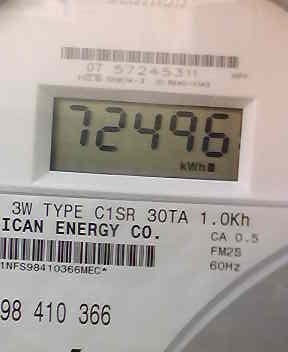 07 57245311
72496
kWh
3W TYPE C1SR 30TA 1.0Kh
ICAN ENERGY CO.
CA 0.5
FM2S
60Hz
1NFS98410366MEC*
98 410 366